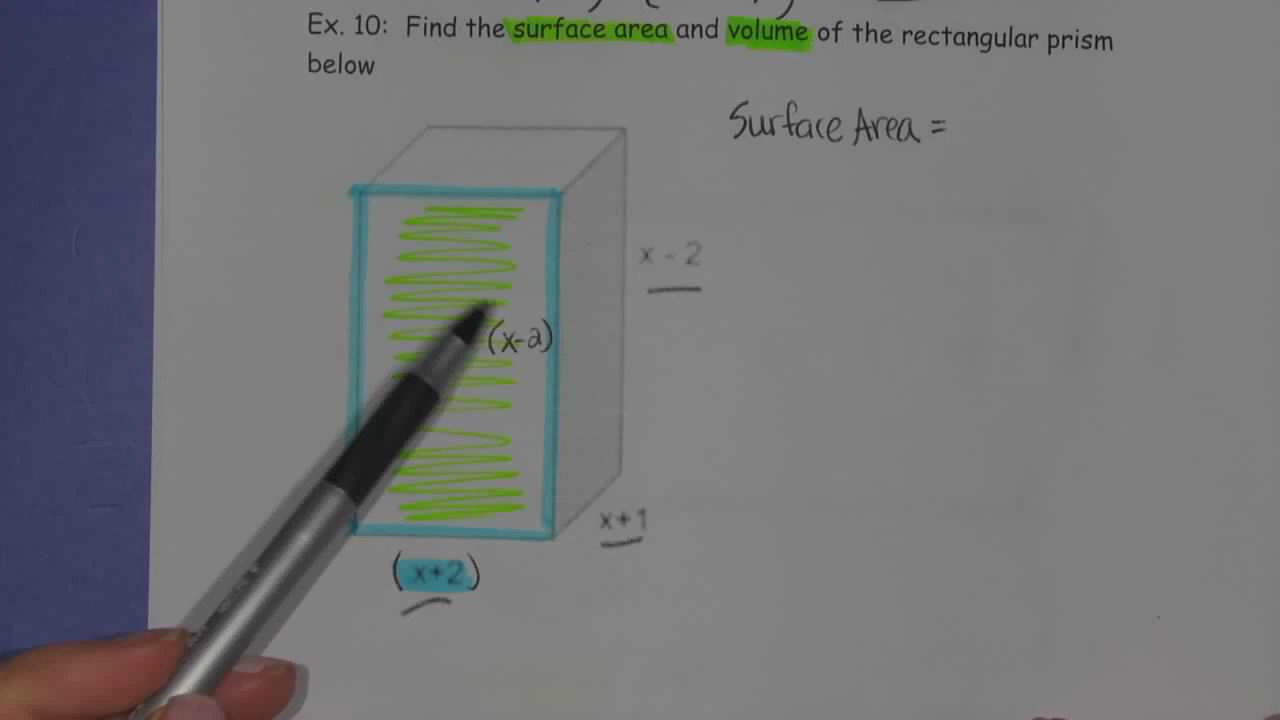 Ex. 10: Find the surface area and volume of the rectangular prism
below
Surface Area =
x - 2
(x-2)
x+1
(x+2)